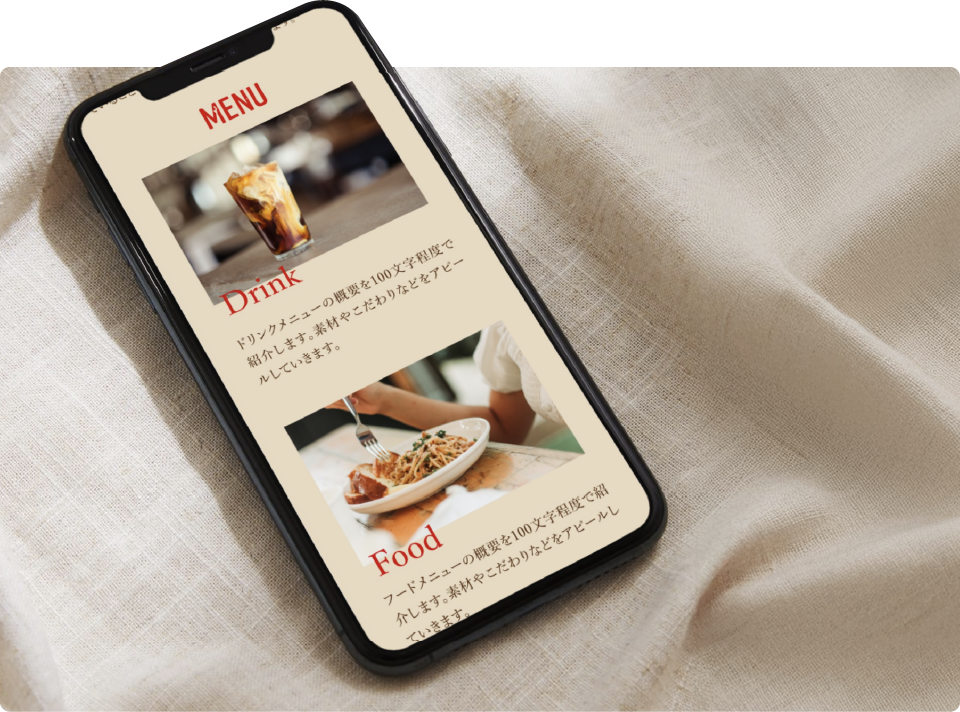 MENU
Drink
ドリンクメニューの概要を100文字程度で
紹介します。素材やこだわりなどをアピー
ルしていきます。
Food
フードメニューの概要を100文字程度で紹
介します。素材やこだわりなどをアピールし
ていきます。